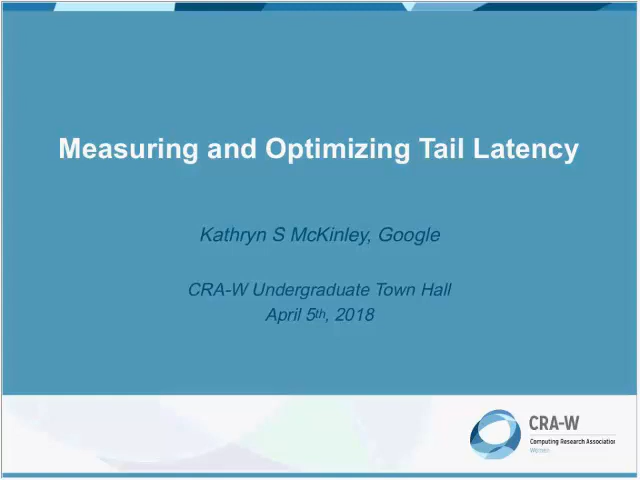 Measuring and Optimizing Tail Latency
Kathryn S McKinley, Google
CRA-W Undergraduate Town Hall
April 5th, 2018
CRA-W
Computing Research Association
Women